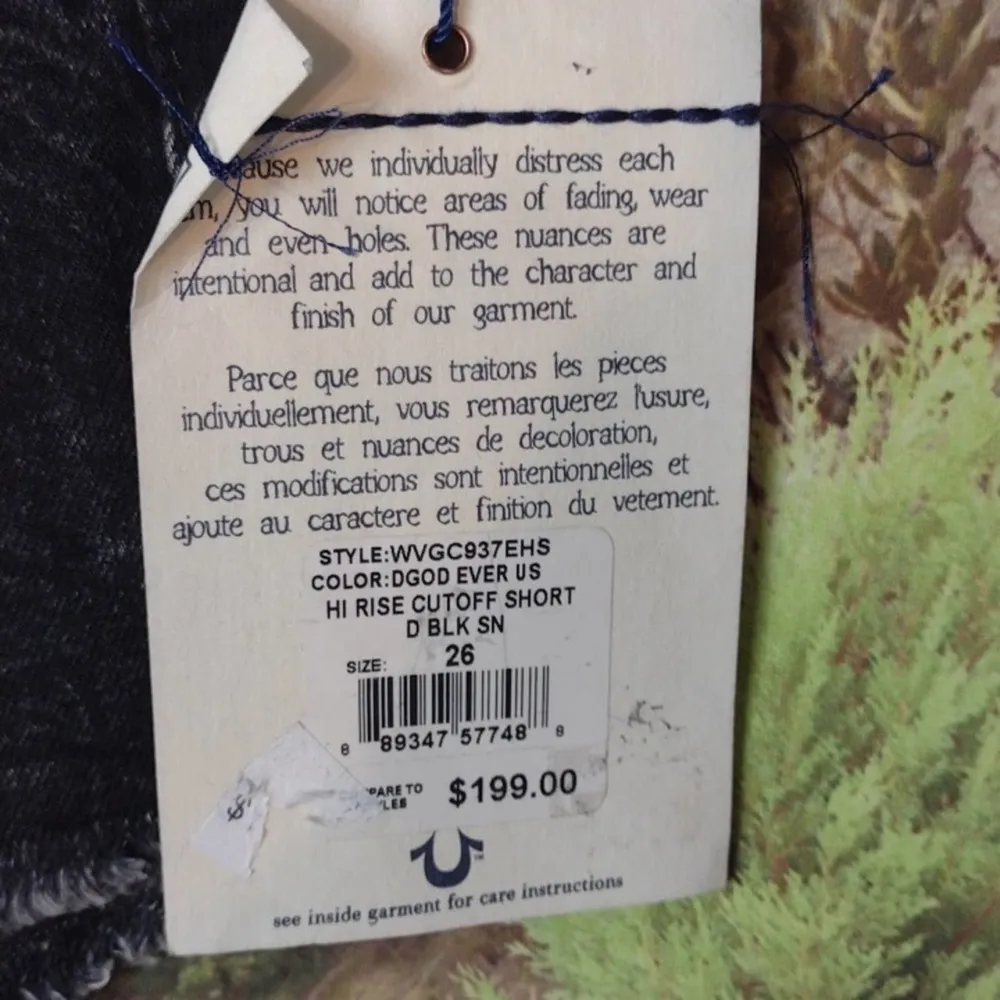 we individually distress each
you will notice areas of fading, wear
and even holes. These nuances are
intentional and add to the character and
finish of our garment.
Parce que nous traitons les pieces
individuellement, vous remarquerez l'usure,
trous et nuances de decoloration,
ces modifications sont intentionnelles et
ajoute au caractere et finition du vetement.
STYLE:WVGC937EHS
COLOR:DGOD EVER US
HI RISE CUTOFF SHORT
D BLK SN
SIZE: 26
8 89347 57748 8
$199.00
see inside garment for care instructions